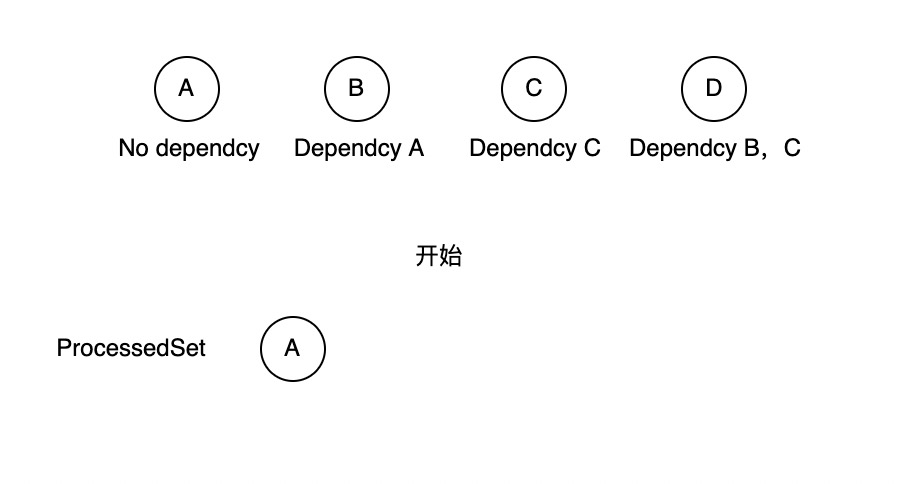 A B C D
No dependcy Dependcy A Dependcy C Dependcy B，C
开始
ProcessedSet A